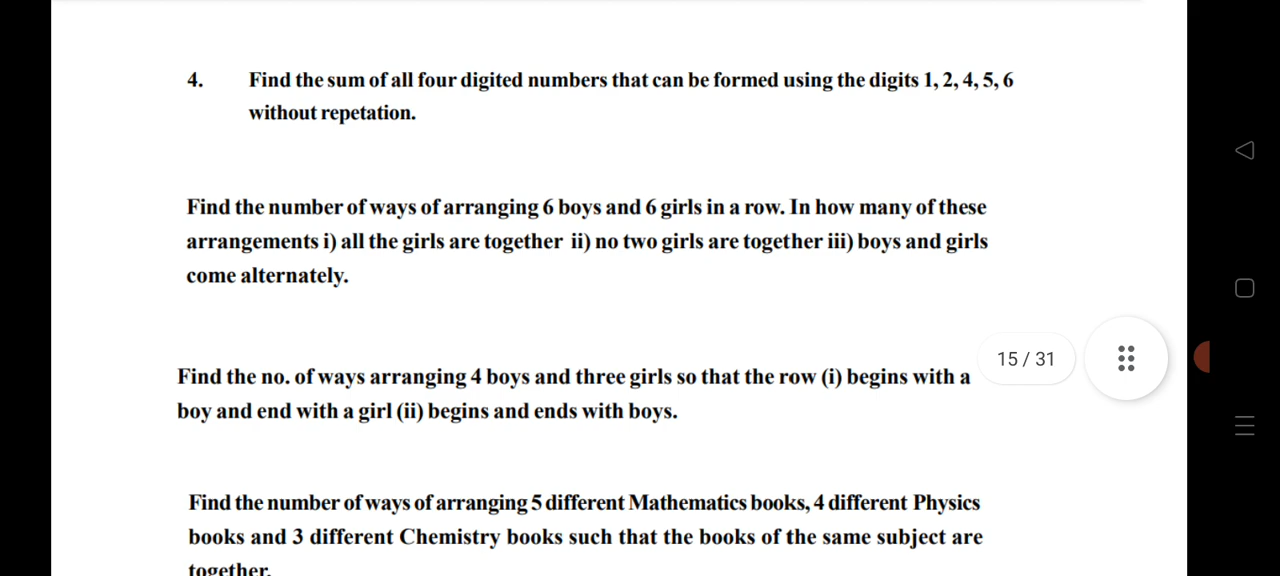 4. Find the sum of all four digited numbers that can be formed using the digits 1, 2, 4, 5, 6
without repetation.
Find the number of ways of arranging 6 boys and 6 girls in a row. In how many of these
arrangements i) all the girls are together ii) no two girls are together iii) boys and girls
come alternately.
Find the no. of ways arranging 4 boys and three girls so that the row (i) begins with a
boy and end with a girl (ii) begins and ends with boys.
15 / 31
Find the number of ways of arranging 5 different Mathematics books, 4 different Physics
books and 3 different Chemistry books such that the books of the same subject are
together.